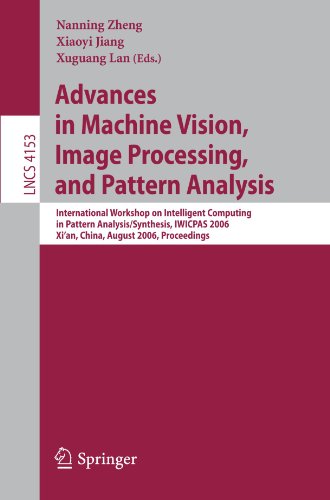 Nanning Zheng
Xiaoyi Jiang
Xuguang Lan (Eds.)
LNCS 4153
Advances
in Machine Vision,
Image Processing,
and Pattern Analysis
International Workshop on Intelligent Computing
in Pattern Analysis/Synthesis, IWICPAS 2006
Xi'an, China, August 2006, Proceedings
Springer